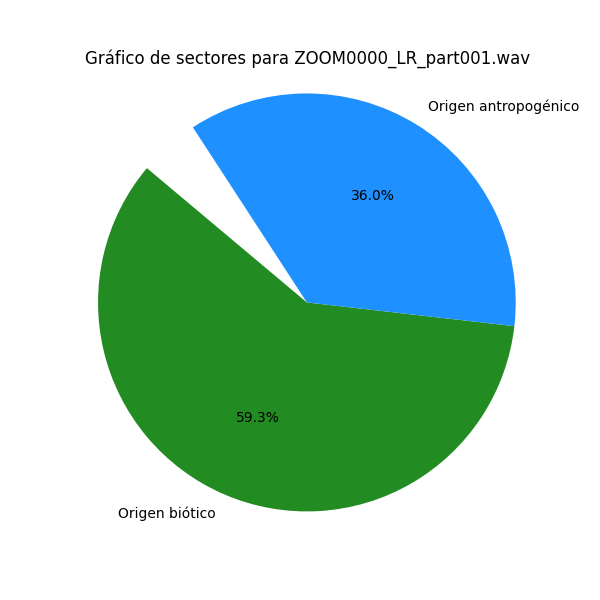 Gráfico de sectores para ZOOM0000_LR_part001.wav
Origen antropogénico
36.0%
59.3%
Origen biótico